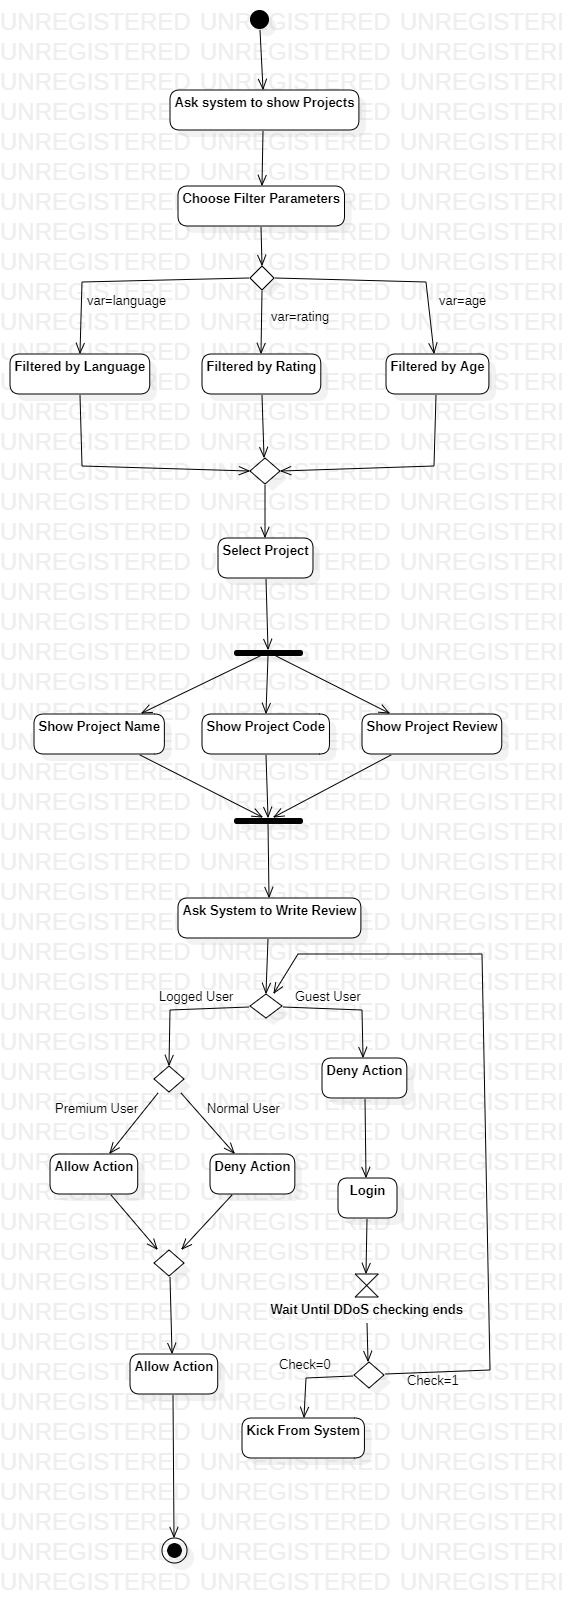 Ask system to show Projects
Choose Filter Parameters
var=language
var=rating
var=age
Filtered by Language
Filtered by Rating
Filtered by Age
Select Project
Show Project Name
Show Project Code
Show Project Review
Ask System to Write Review
Logged User
Guest User
Deny Action
Premium User
Normal User
Allow Action
Deny Action
Login
Wait Until DDoS checking ends
Allow Action
Check=0
Check=1
Kick From System
UNREGISTERED